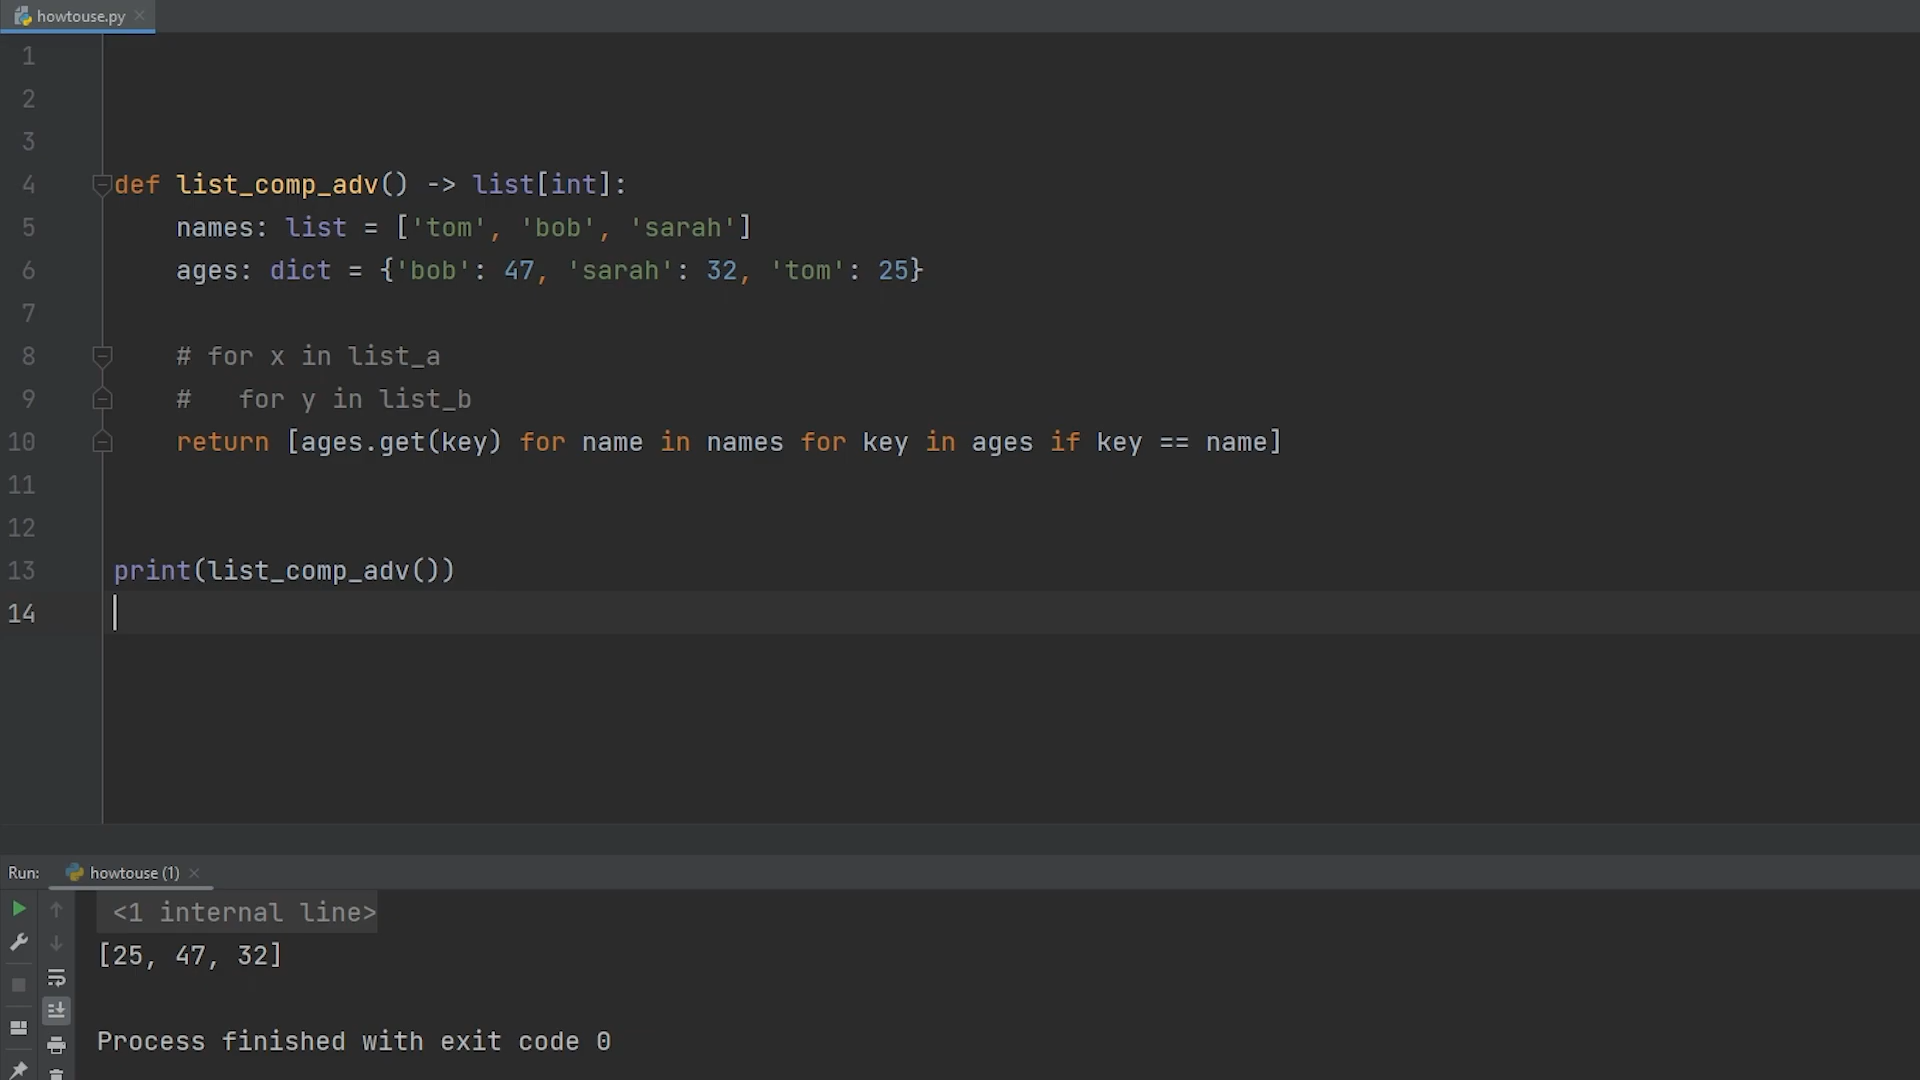 howtouse.py
1
2
3
4 def list_comp_adv() -> list[int]:
5     names: list = ['tom', 'bob', 'sarah']
6     ages: dict = {'bob': 47, 'sarah': 32, 'tom': 25}
7
8     # for x in list_a
9     #   for y in list_b
10     return [ages.get(key) for name in names for key in ages if key == name]
11
12
13 print(list_comp_adv())
14
Run: howtouse (1)
<1 internal line>
[25, 47, 32]
Process finished with exit code 0